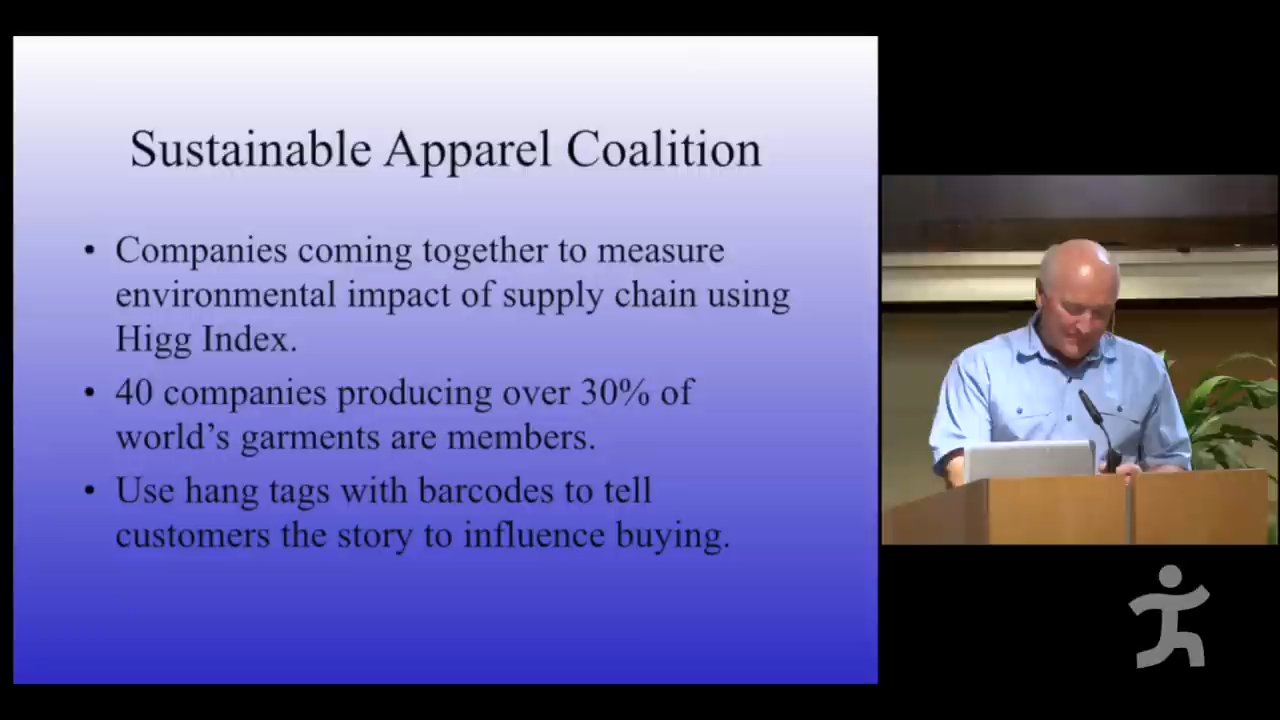 Sustainable Apparel Coalition
• Companies coming together to measure
environmental impact of supply chain using
Higg Index.
• 40 companies producing over 30% of
world’s garments are members.
• Use hang tags with barcodes to tell
customers the story to influence buying.